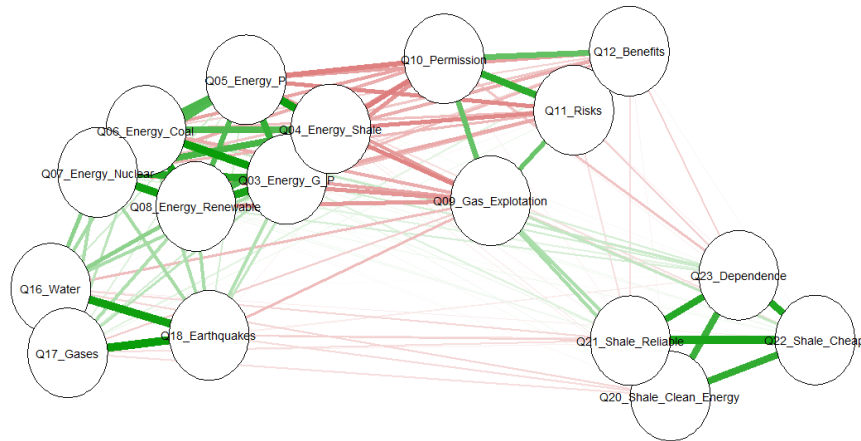 Q12_Benefits
Q10_Permission
Q05_Energy_P
Q11_Risks
Q06_Energy_Coal
Q04_Energy_Shale
Q07_Energy_Nuclear
Q03_Energy_G_P
Q09_Gas_Explotation
Q08_Energy_Renewable
Q23_Dependence
Q16_Water
Q18_Earthquakes
Q21_Shale_Reliable
Q22_Shale_Cheap
Q17_Gases
Q20_Shale_Clean_Energy